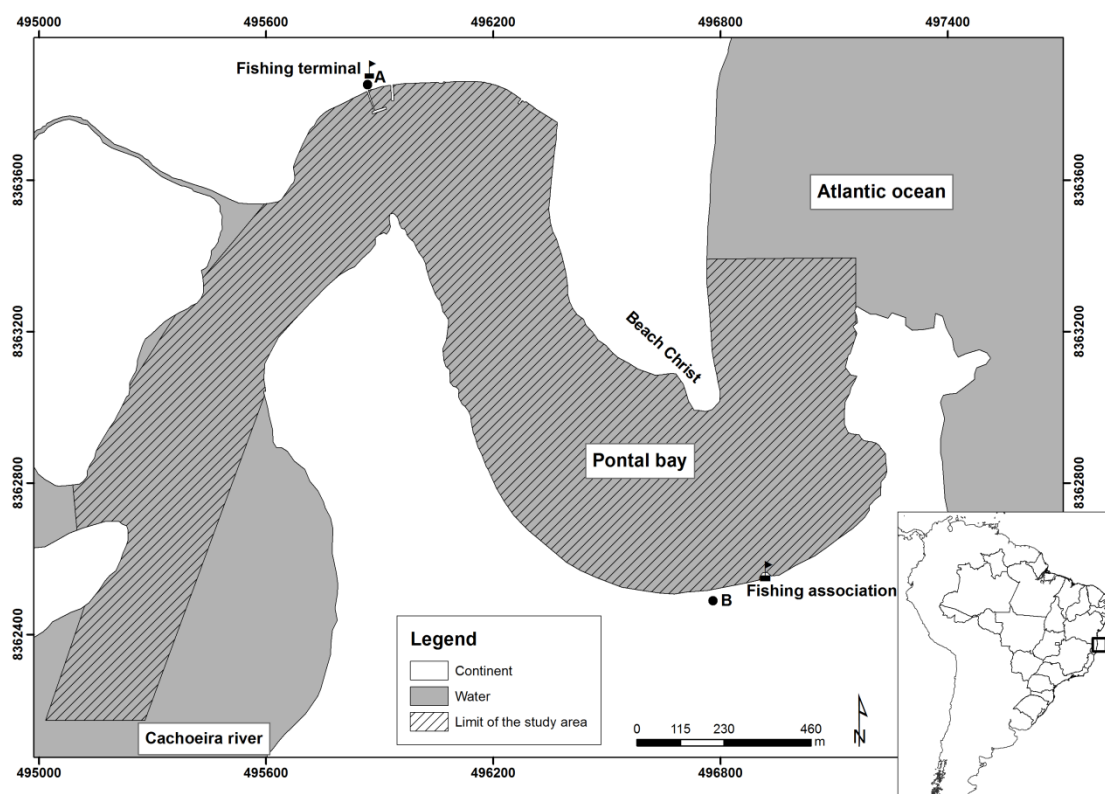 495000 495600 496200 496800 497400
Fishing terminal
A
8363600
8363600
Atlantic ocean
8363200
8363200
Beach Christ
Pontal bay
8362800
8362800
Fishing association
B
8362400
Legend
Continent
Water
Limit of the study area
0 115 230 460
m
N
Cachoeira river
495000 495600 496200 496800